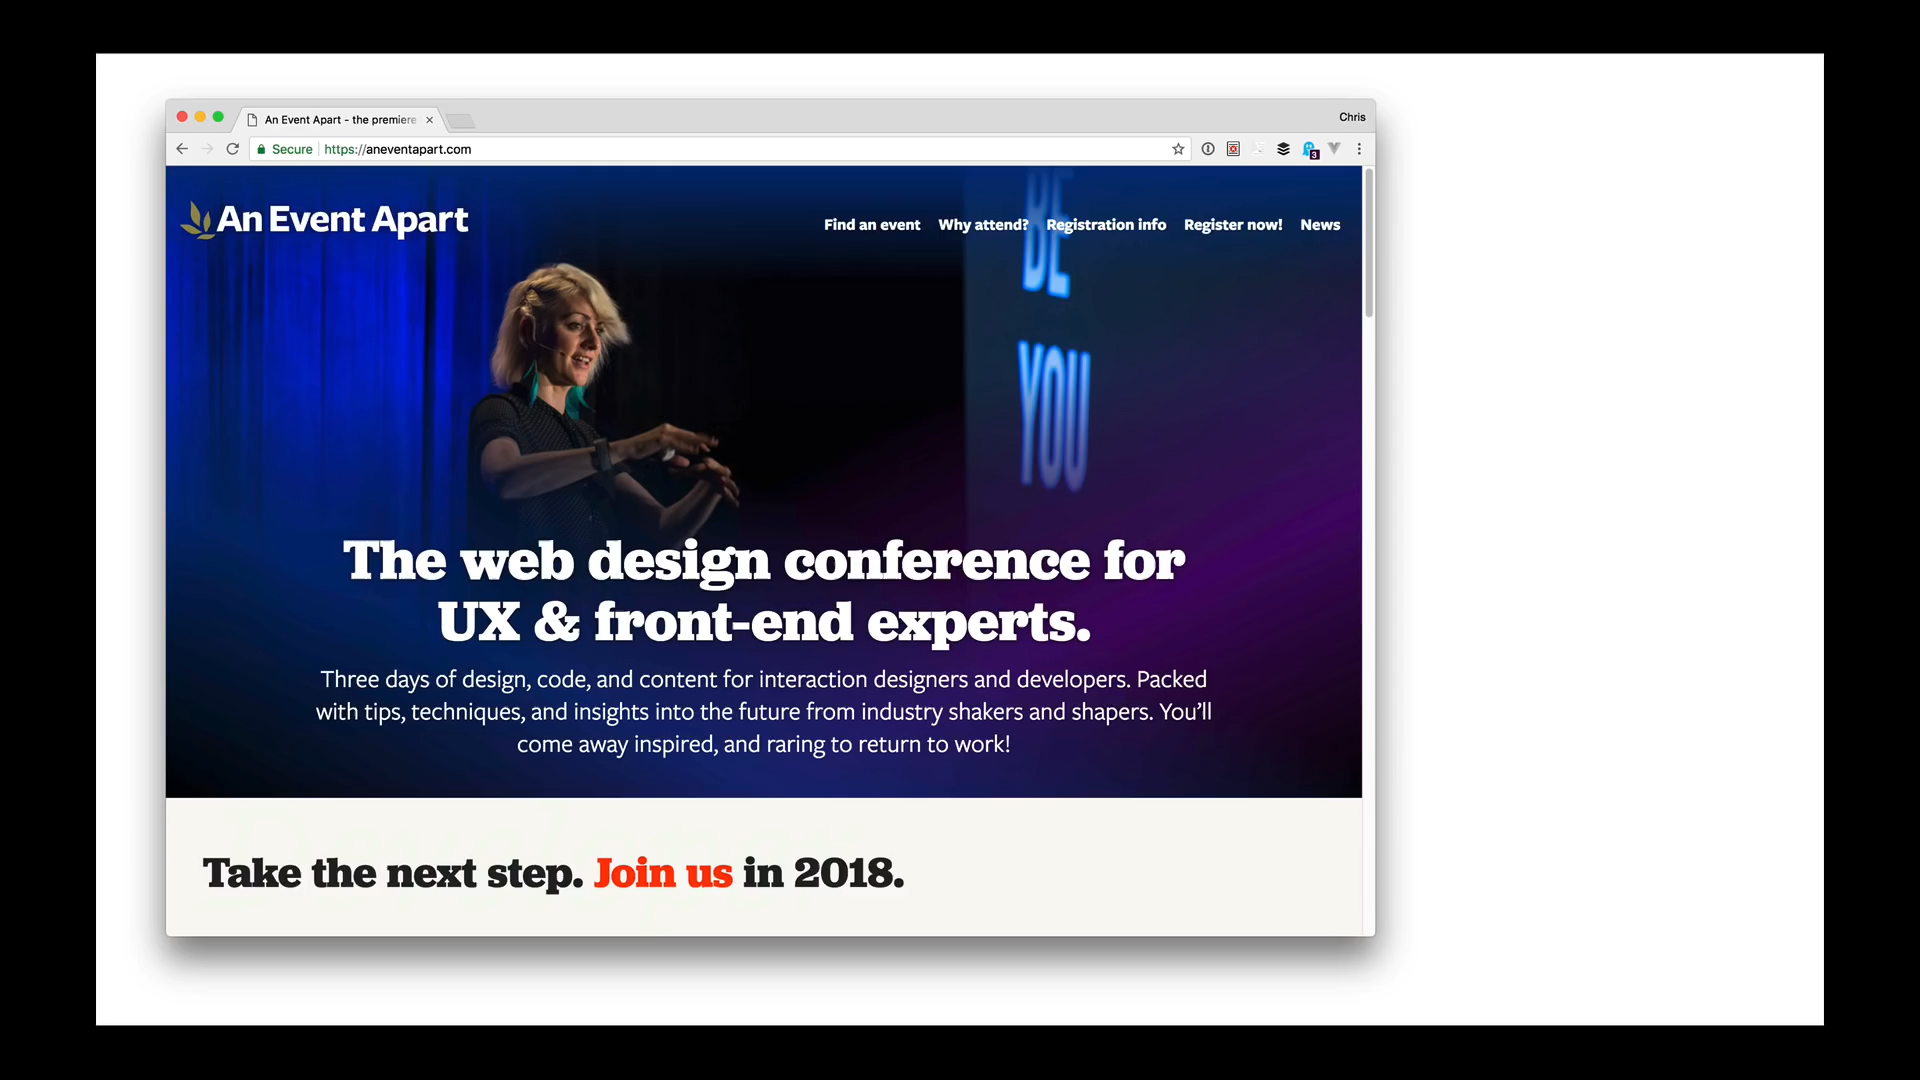 An Event Apart - the premiere
Chris
Secure https://aneventapart.com
3
An Event Apart
Find an event Why attend? Registration info Register now! News
BE
YOU
The web design conference for
UX & front-end experts.
Three days of design, code, and content for interaction designers and developers. Packed
with tips, techniques, and insights into the future from industry shakers and shapers. You’ll
come away inspired, and raring to return to work!
Take the next step. Join us in 2018.